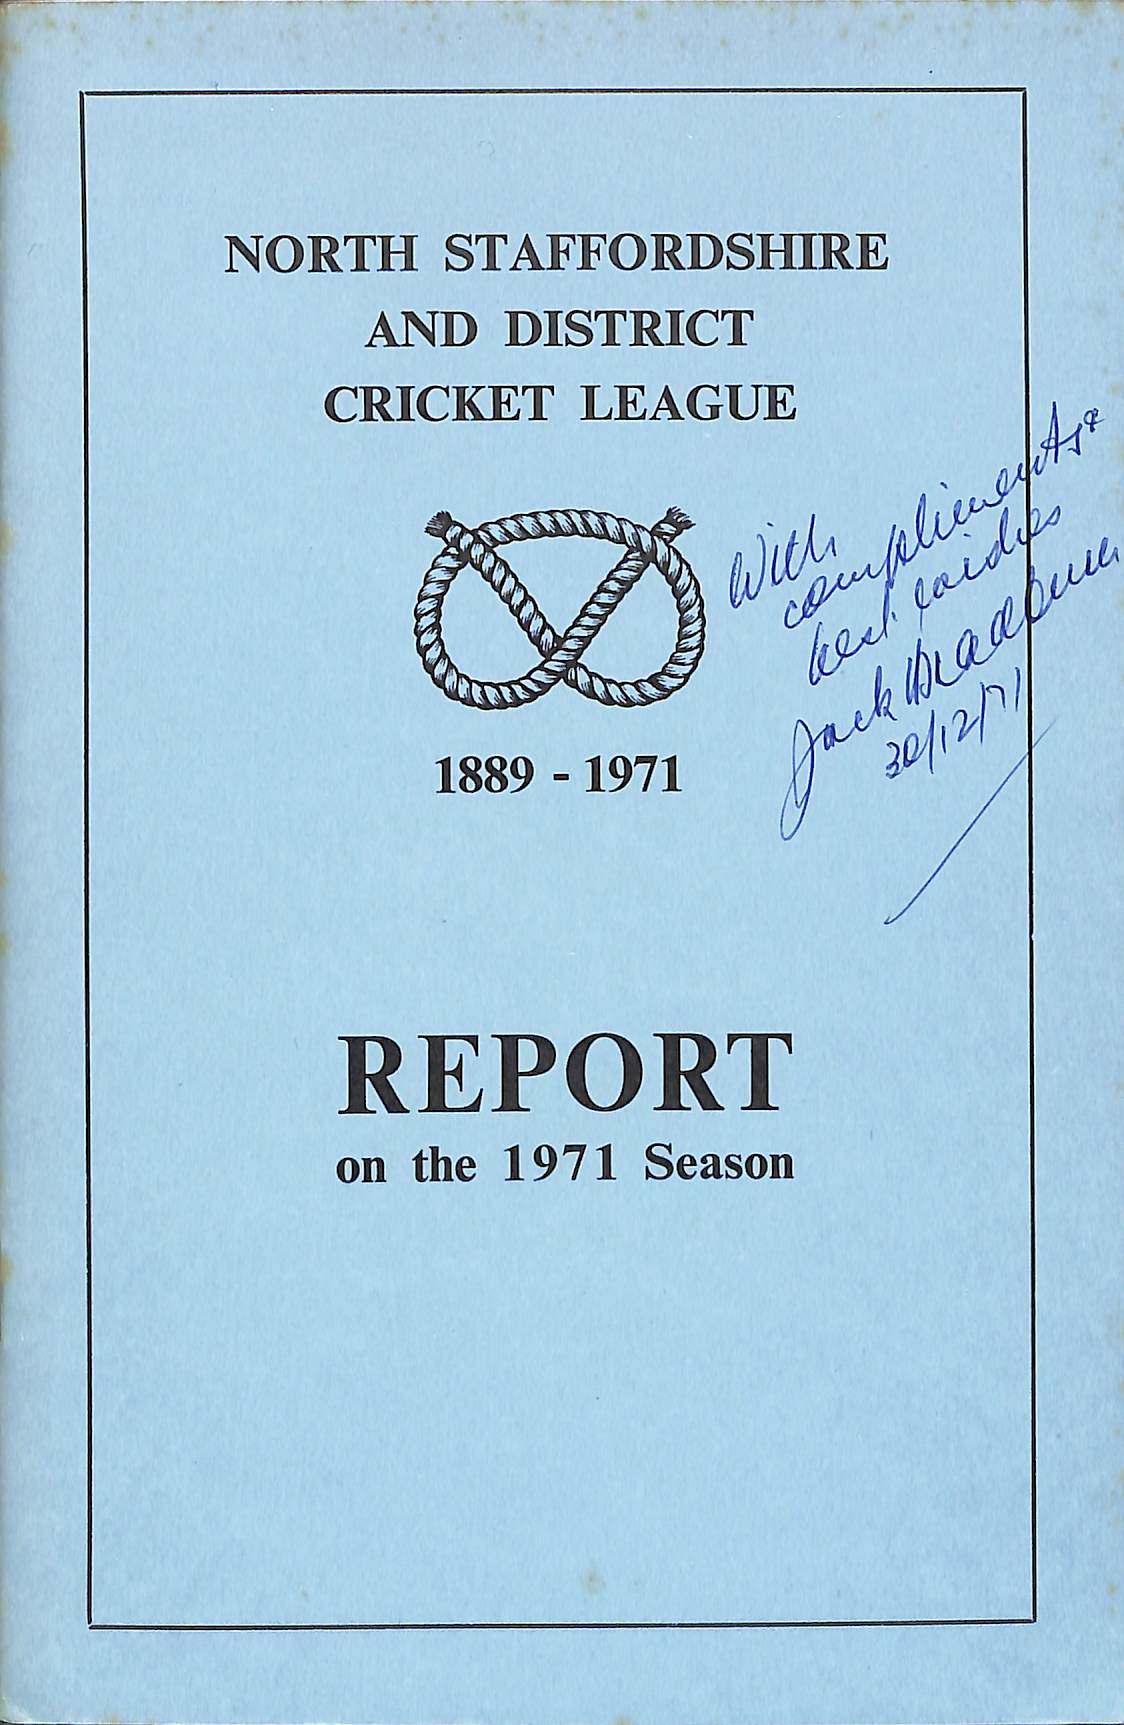 NORTH STAFFORDSHIRE
AND DISTRICT
CRICKET LEAGUE
With
compliments &
best wishes
Jack Bradbury
30/12/71
1889 - 1971
REPORT
on the 1971 Season